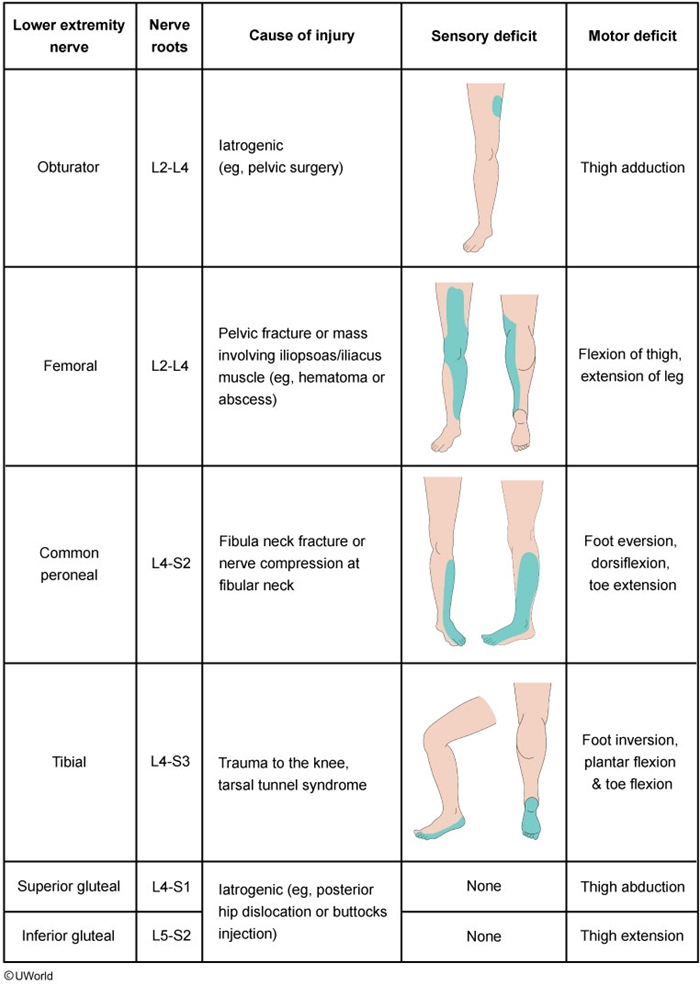 Lower extremity
nerve
Nerve
roots
Cause of injury
Sensory deficit
Motor deficit
Obturator
L2-L4
Iatrogenic
(eg, pelvic surgery)
Thigh adduction
Femoral
L2-L4
Pelvic fracture or mass
involving iliopsoas/iliacus
muscle (eg, hematoma or
abscess)
Flexion of thigh,
extension of leg
Common
peroneal
L4-S2
Fibula neck fracture or
nerve compression at
fibular neck
Foot eversion,
dorsiflexion,
toe extension
Tibial
L4-S3
Trauma to the knee,
tarsal tunnel syndrome
Foot inversion,
plantar flexion
& toe flexion
Superior gluteal
L4-S1
Iatrogenic (eg, posterior
hip dislocation or buttocks
injection)
None
Thigh abduction
Inferior gluteal
L5-S2
None
Thigh extension
©UWorld